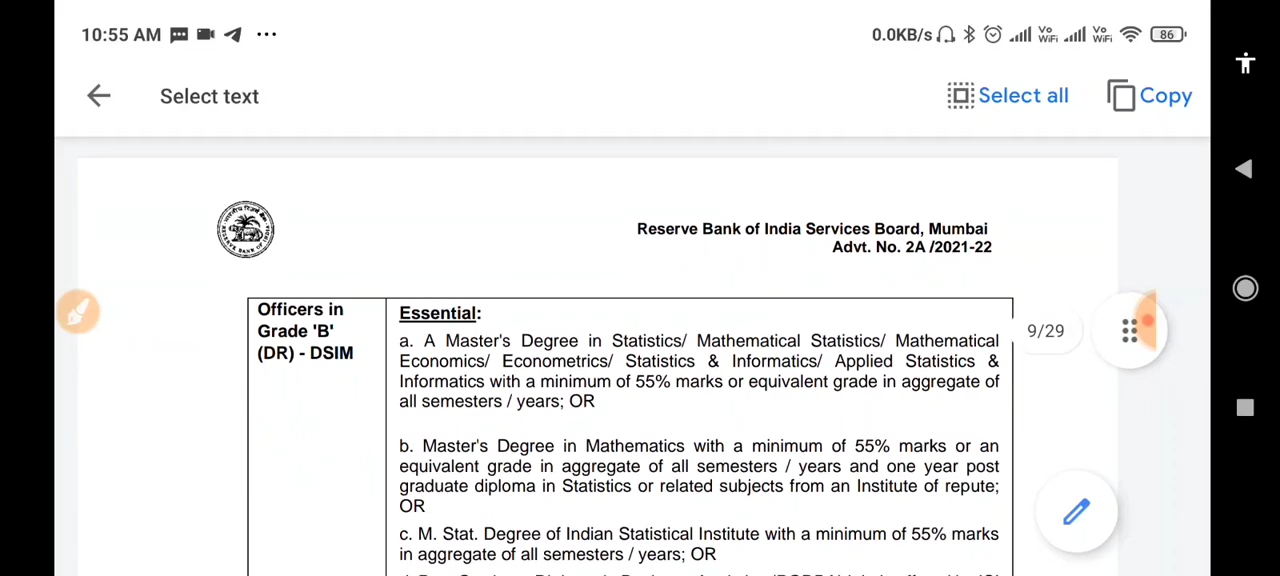 10:55 AM ... 0.0KB/s Vo WiFi Vo WiFi 86
Select text Select all Copy
Reserve Bank of India Services Board, Mumbai
Advt. No. 2A /2021-22
9/29
Officers in
Grade 'B'
(DR) - DSIM
Essential:
a. A Master's Degree in Statistics/ Mathematical Statistics/ Mathematical
Economics/ Econometrics/ Statistics & Informatics/ Applied Statistics &
Informatics with a minimum of 55% marks or equivalent grade in aggregate of
all semesters / years; OR
b. Master's Degree in Mathematics with a minimum of 55% marks or an
equivalent grade in aggregate of all semesters / years and one year post
graduate diploma in Statistics or related subjects from an Institute of repute;
OR
c. M. Stat. Degree of Indian Statistical Institute with a minimum of 55% marks
in aggregate of all semesters / years; OR